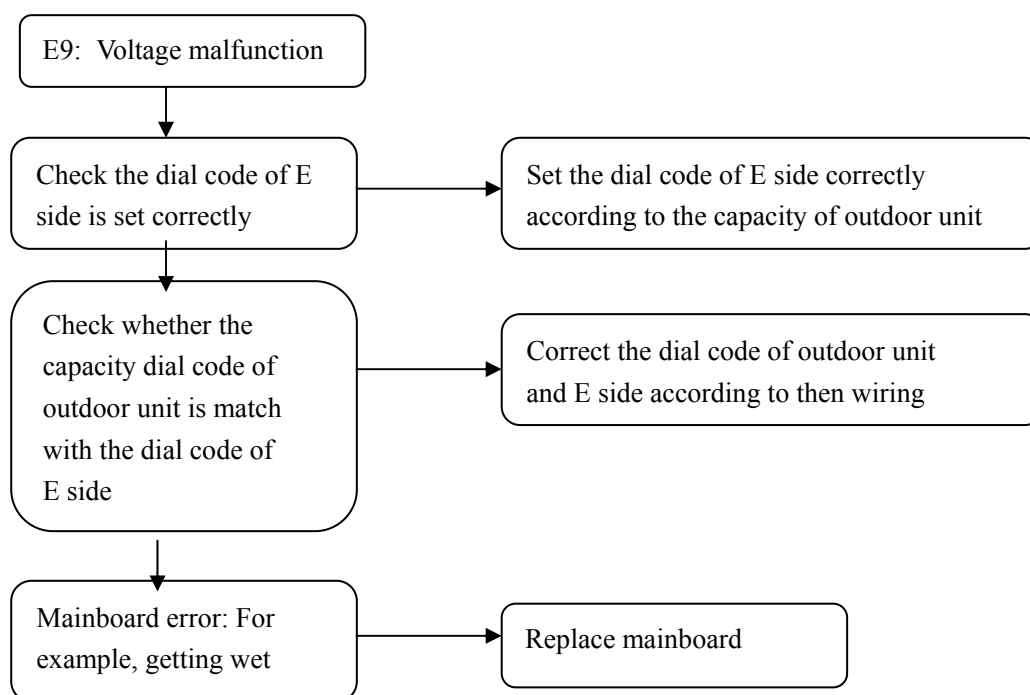 E9: Voltage malfunction
Check the dial code of E
side is set correctly
Set the dial code of E side correctly
according to the capacity of outdoor unit
Check whether the
capacity dial code of
outdoor unit is match
with the dial code of
E side
Correct the dial code of outdoor unit
and E side according to then wiring
Mainboard error: For
example, getting wet
Replace mainboard